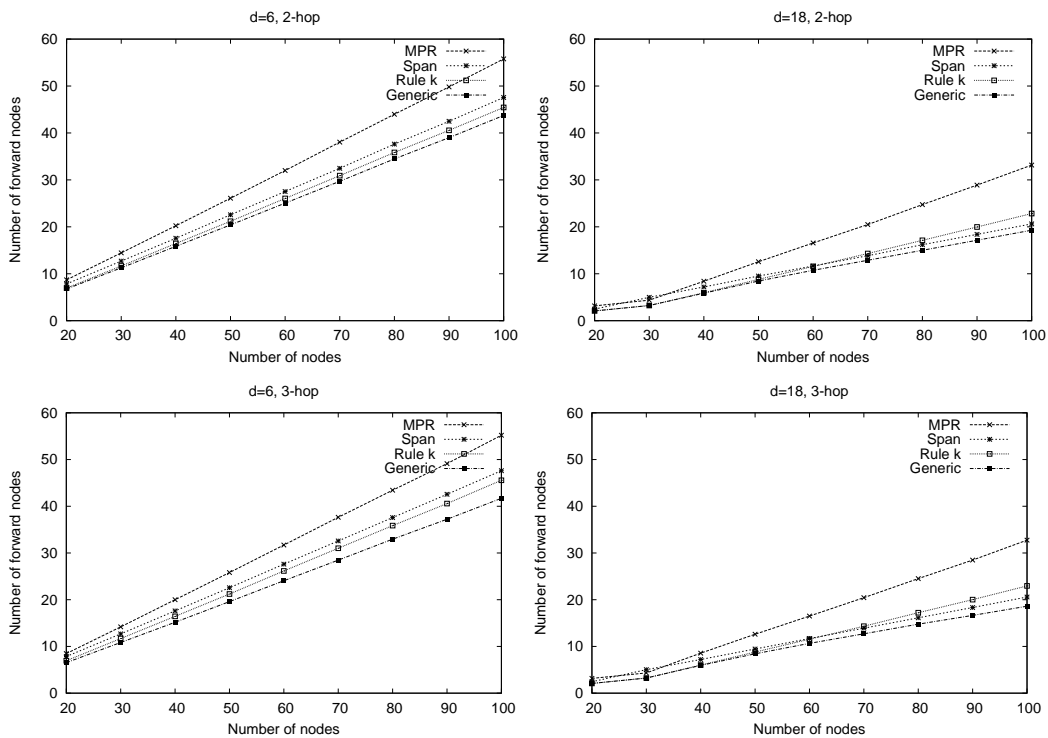 d=6, 2-hop
60
50
40
30
20
10
0
Number of forward nodes
MPR
Span
Rule k
Generic
20 30 40 50 60 70 80 90 100
Number of nodes
d=18, 2-hop
60
50
40
30
20
10
0
Number of forward nodes
MPR
Span
Rule k
Generic
20 30 40 50 60 70 80 90 100
Number of nodes
d=6, 3-hop
60
50
40
30
20
10
0
Number of forward nodes
MPR
Span
Rule k
Generic
20 30 40 50 60 70 80 90 100
Number of nodes
d=18, 3-hop
60
50
40
30
20
10
0
Number of forward nodes
MPR
Span
Rule k
Generic
20 30 40 50 60 70 80 90 100
Number of nodes